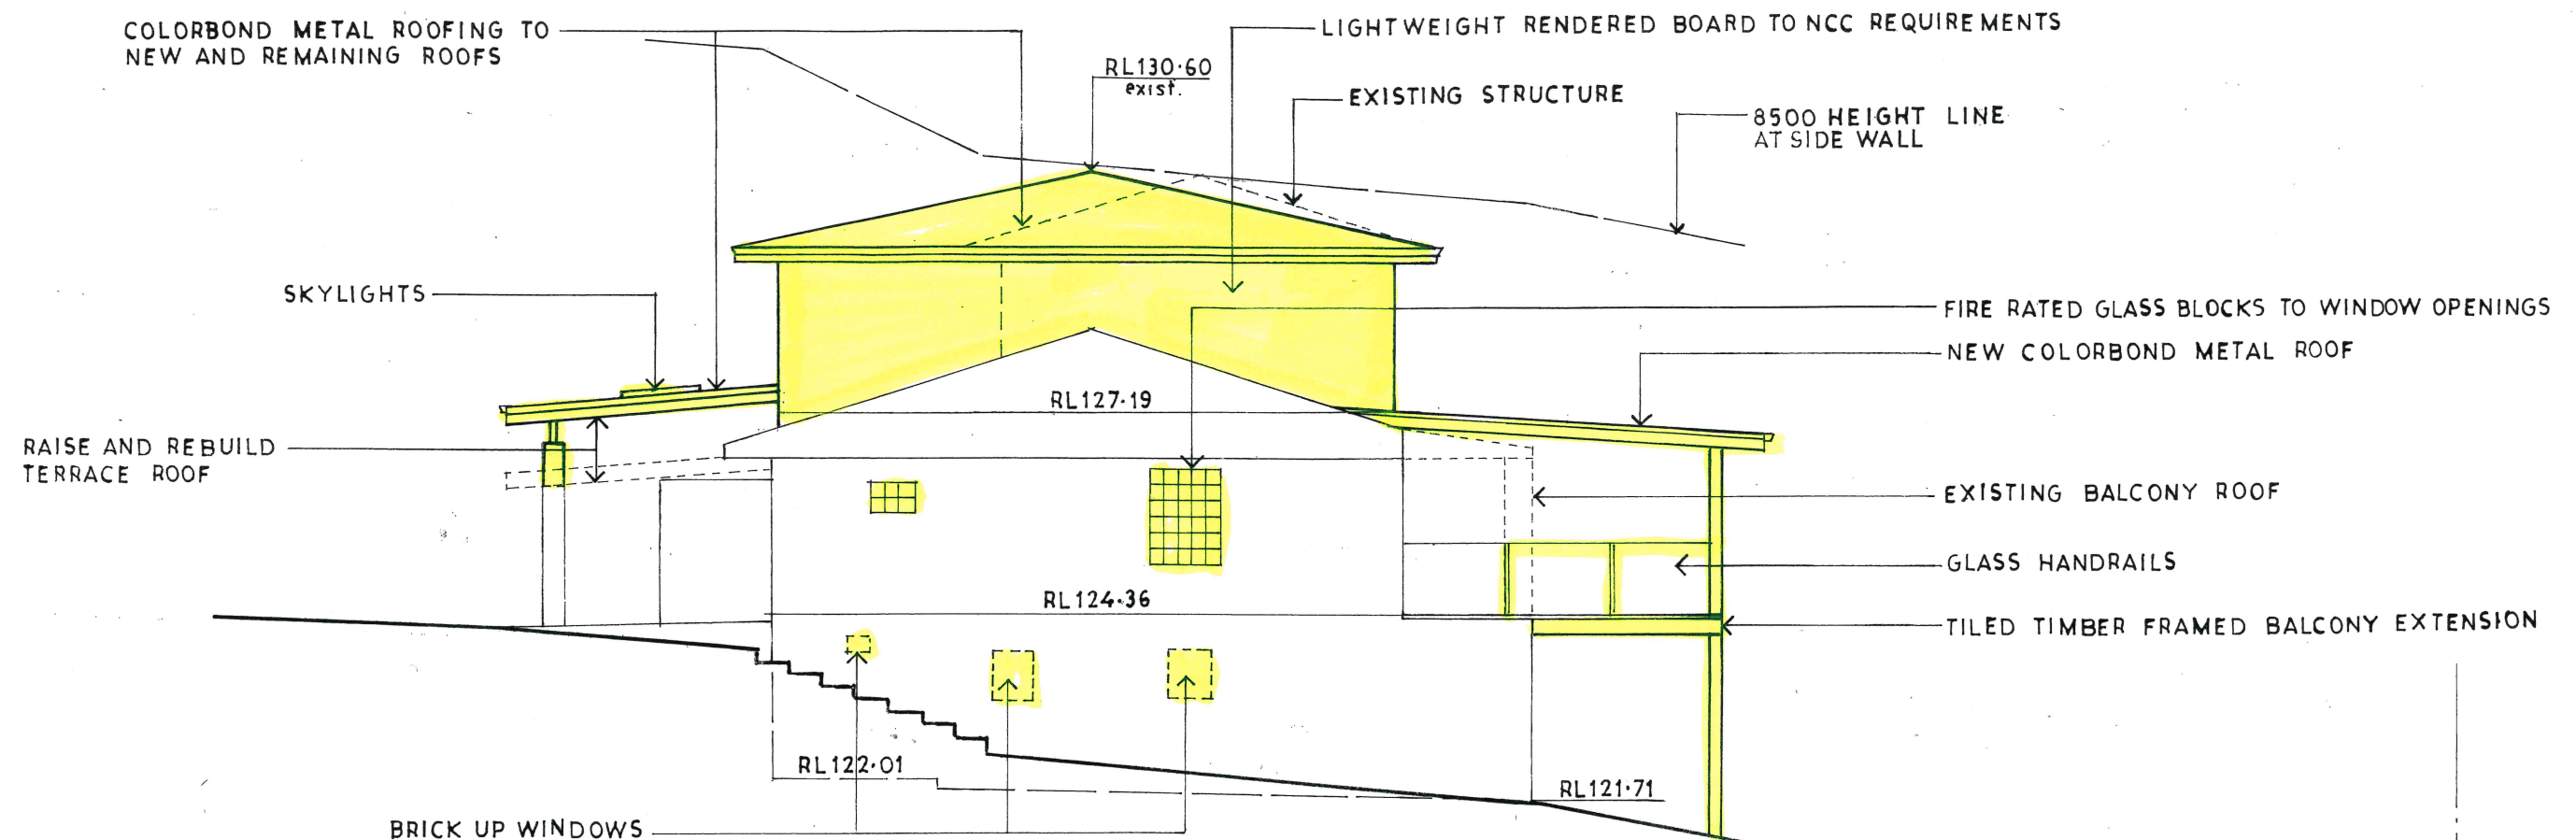 COLORBOND METAL ROOFING TO
NEW AND REMAINING ROOFS
LIGHTWEIGHT RENDERED BOARD TO NCC REQUIREMENTS
RL130·60
exist.
EXISTING STRUCTURE
8500 HEIGHT LINE
AT SIDE WALL
SKYLIGHTS
FIRE RATED GLASS BLOCKS TO WINDOW OPENINGS
NEW COLORBOND METAL ROOF
RL127·19
RAISE AND REBUILD
TERRACE ROOF
EXISTING BALCONY ROOF
GLASS HANDRAILS
RL124·36
TILED TIMBER FRAMED BALCONY EXTENSION
RL122·01
RL121·71
BRICK UP WINDOWS